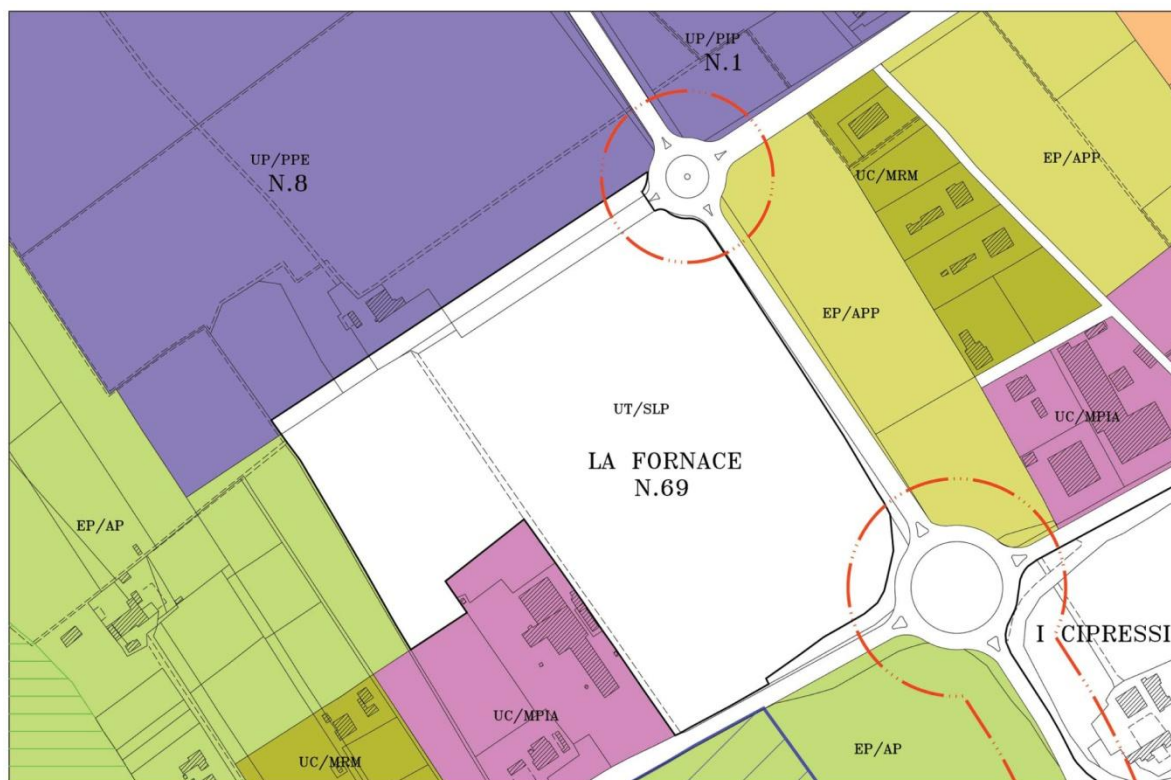 UP/PIP
N.1
UP/PPE
N.8
EP/APP
UC/MRM
EP/APP
UT/SLP
LA FORNACE
N.69
UC/MPIA
EP/AP
I CIPRESSI
UC/MPIA
UC/MRM
EP/AP